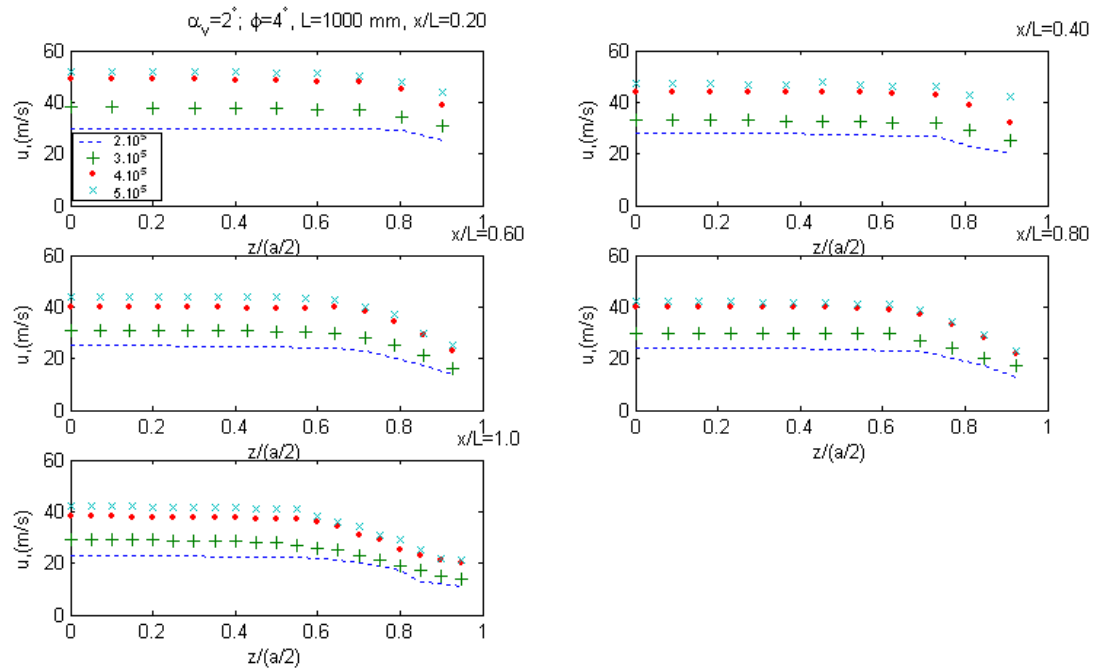 αv=2°; ϕ=4°, L=1000 mm, x/L=0.20
60
40
20
0
u,(m/s)
2.10^5
3.10^5
4.10^5
5.10^5
0 0.2 0.4 0.6 0.8 1
z/(a/2)
x/L=0.40
60
40
20
0
u,(m/s)
0 0.2 0.4 0.6 0.8 1
z/(a/2)
x/L=0.60
60
40
20
0
u,(m/s)
0 0.2 0.4 0.6 0.8 1
z/(a/2)
x/L=0.80
60
40
20
0
u,(m/s)
0 0.2 0.4 0.6 0.8 1
z/(a/2)
x/L=1.0
60
40
20
0
u,(m/s)
0 0.2 0.4 0.6 0.8 1
z/(a/2)